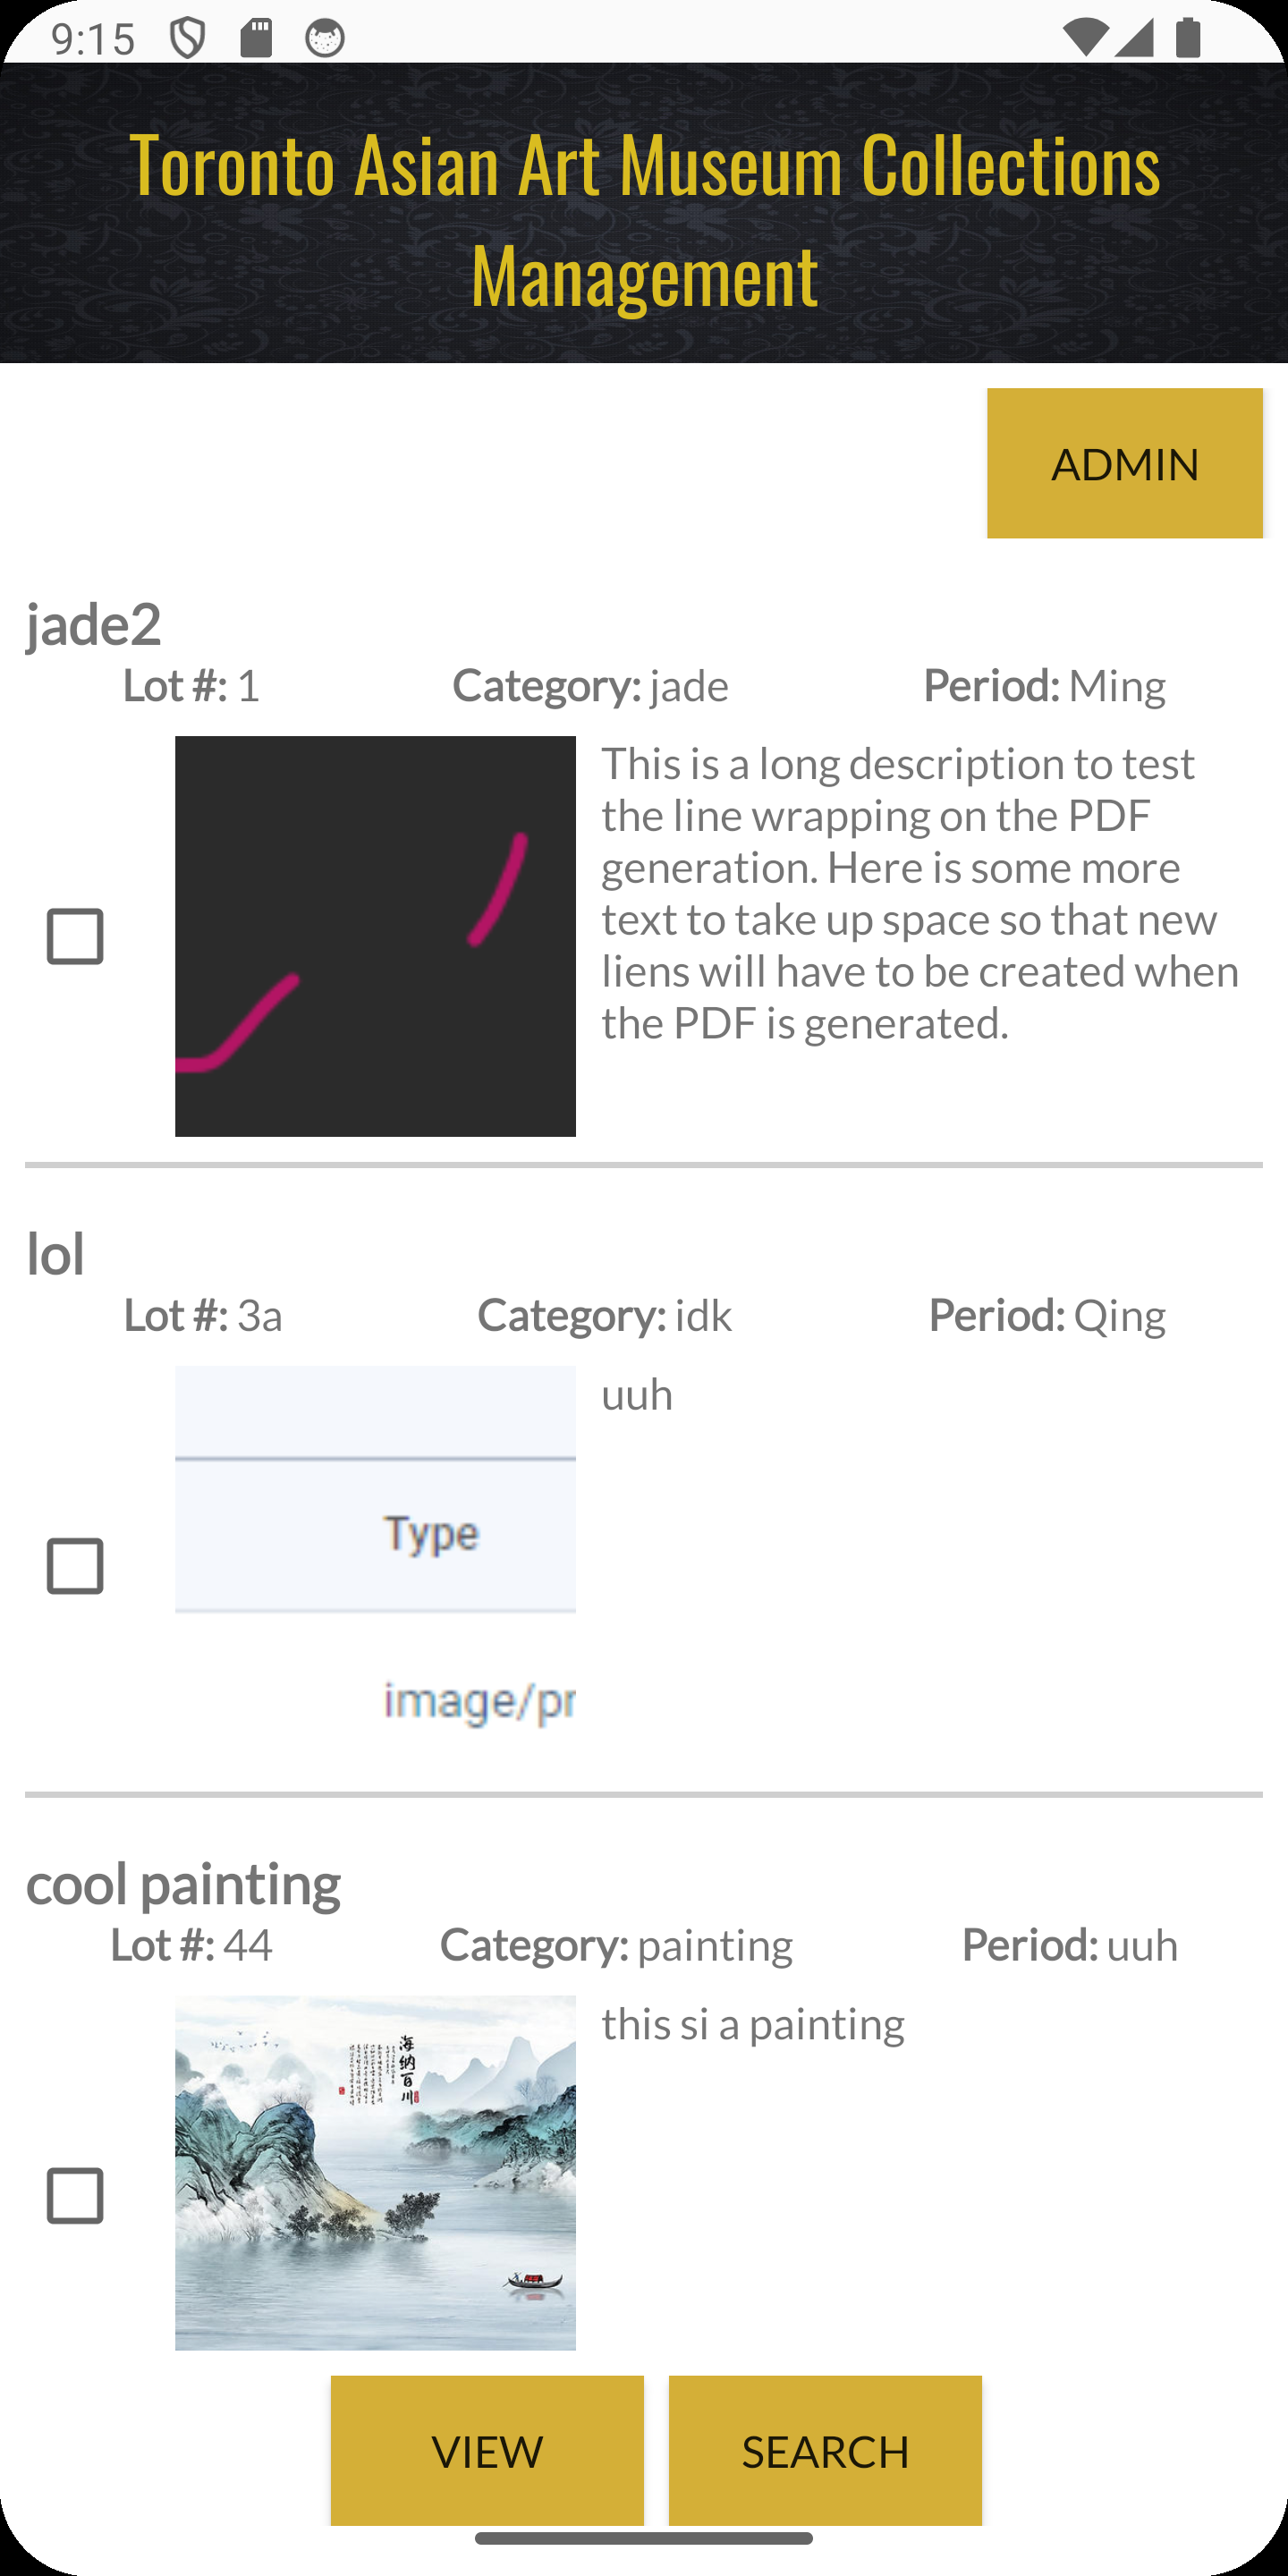 9:15
Toronto Asian Art Museum Collections
Management
ADMIN
jade2
Lot #: 1 Category: jade Period: Ming
This is a long description to test
the line wrapping on the PDF
generation. Here is some more
text to take up space so that new
liens will have to be created when
the PDF is generated.
lol
Lot #: 3a Category: idk Period: Qing
uuh
Type
image/pr
cool painting
Lot #: 44 Category: painting Period: uuh
this si a painting
海纳百川
VIEW SEARCH